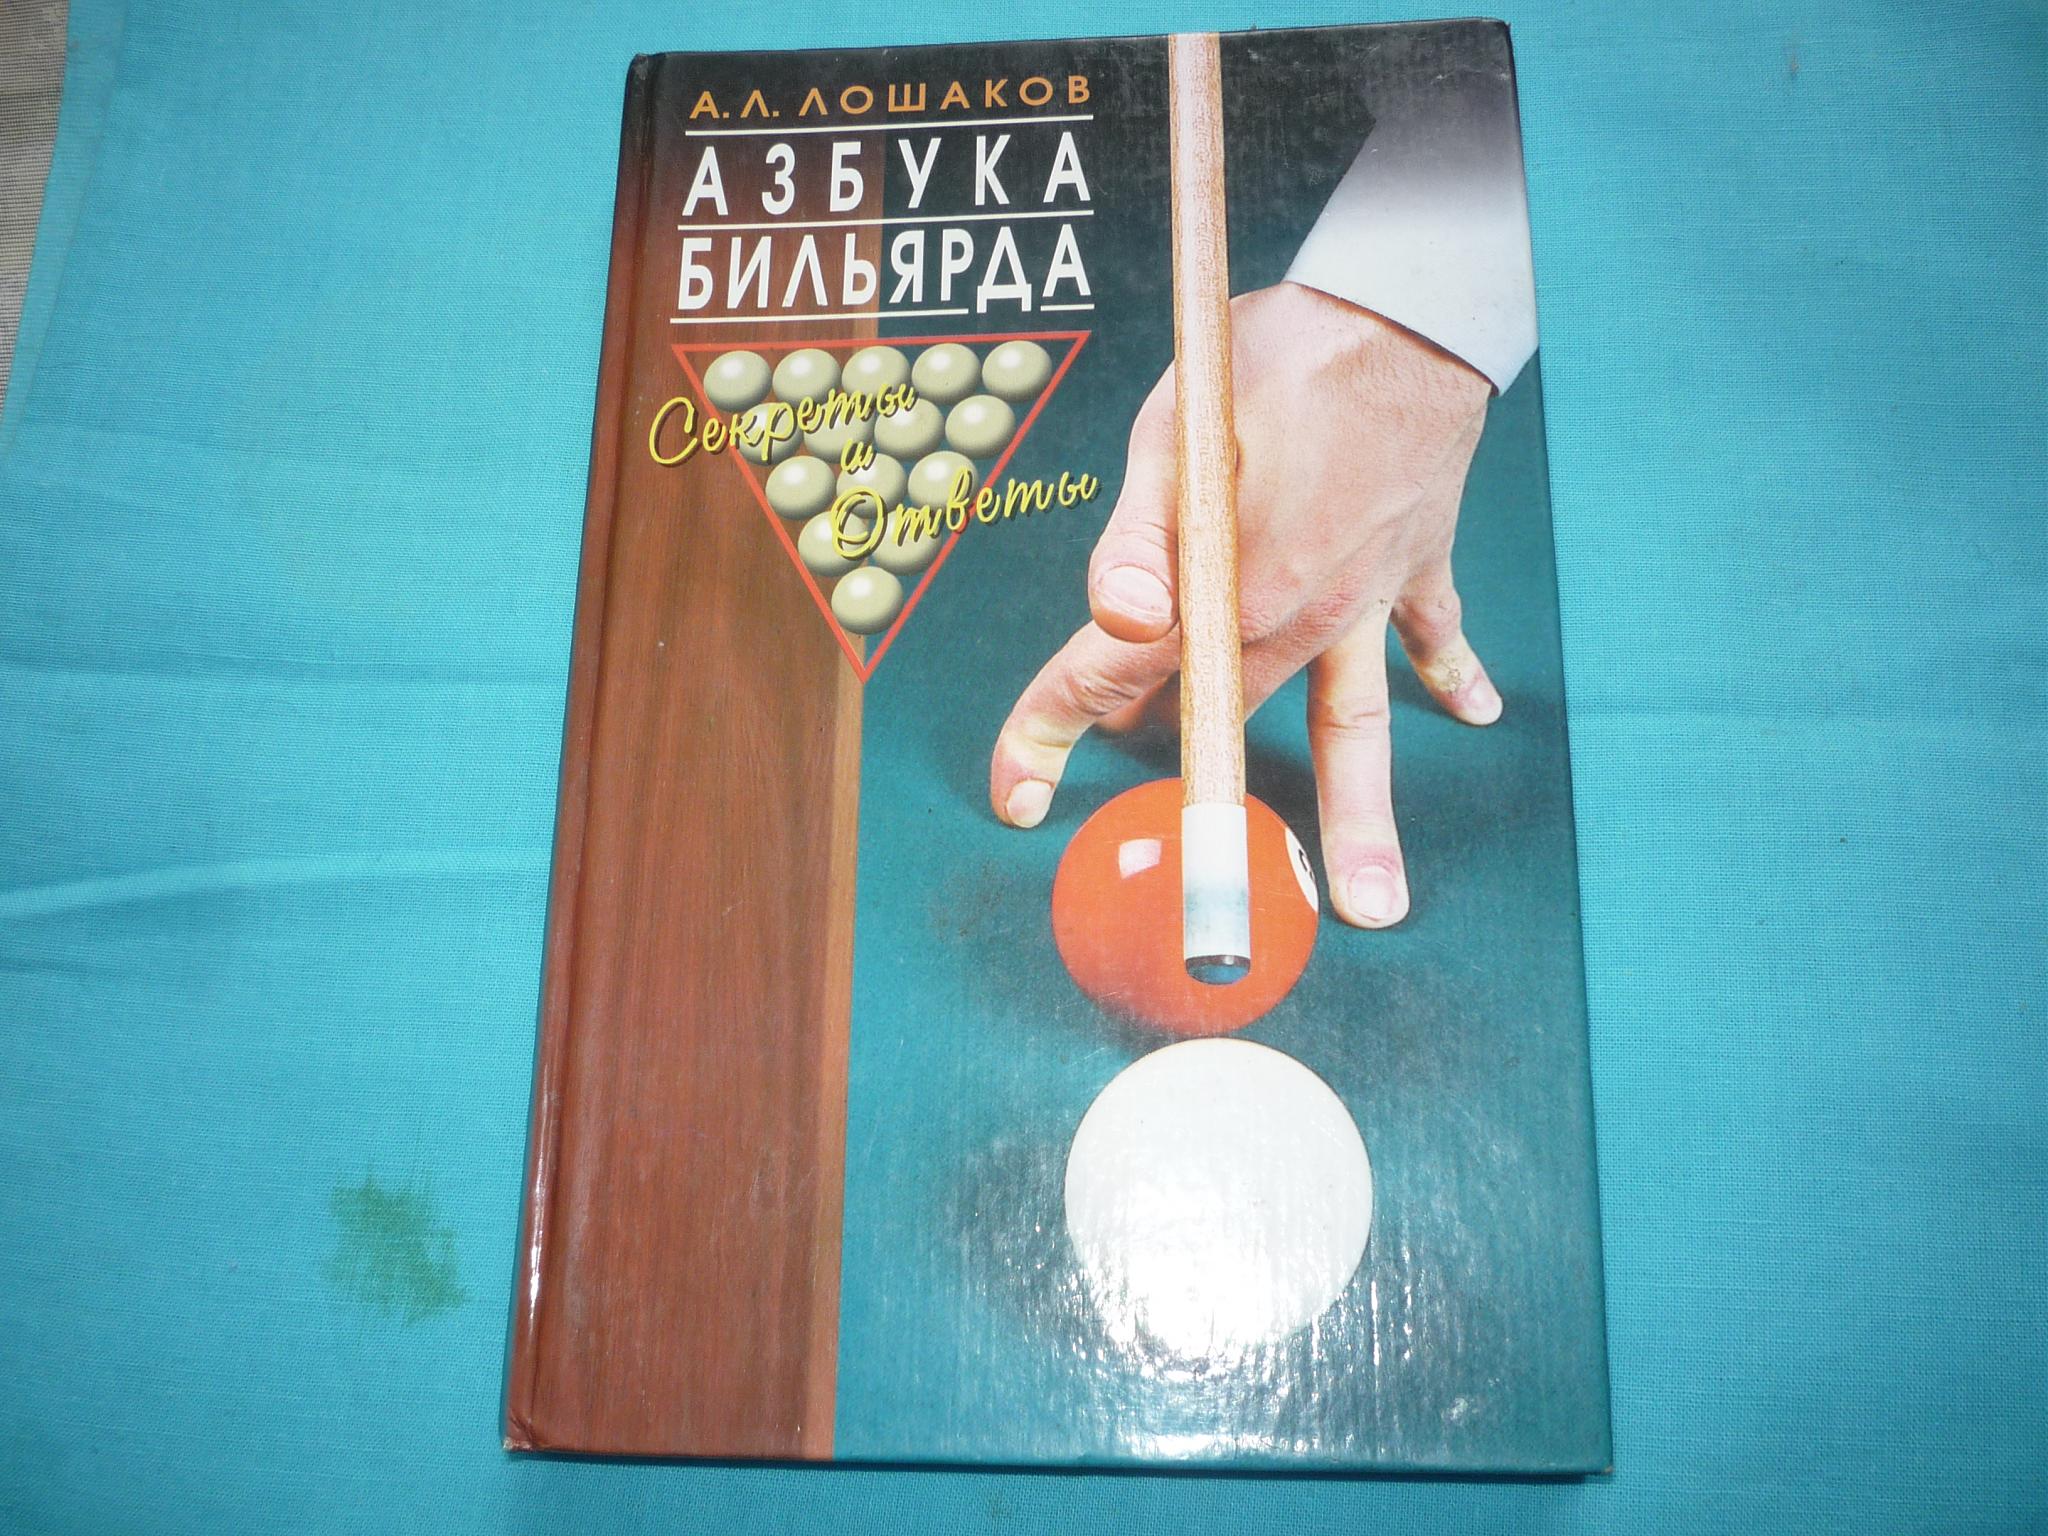 А. Л. ЛОШАКОВ
АЗБУКА
БИЛЬЯРДА
Секреты
и
Ответы